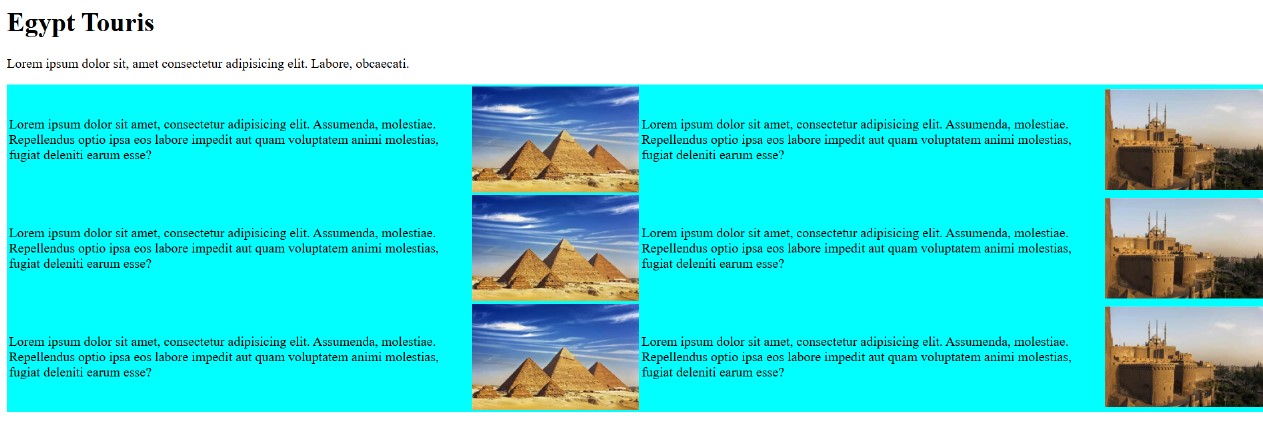 Egypt Touris
Lorem ipsum dolor sit, amet consectetur adipisicing elit. Labore, obcaecati.
Lorem ipsum dolor sit amet, consectetur adipisicing elit. Assumenda, molestiae.
Repellendus optio ipsa eos labore impedit aut quam voluptatem animi molestias,
fugiat deleniti earum esse?
Lorem ipsum dolor sit amet, consectetur adipisicing elit. Assumenda, molestiae.
Repellendus optio ipsa eos labore impedit aut quam voluptatem animi molestias,
fugiat deleniti earum esse?
Lorem ipsum dolor sit amet, consectetur adipisicing elit. Assumenda, molestiae.
Repellendus optio ipsa eos labore impedit aut quam voluptatem animi molestias,
fugiat deleniti earum esse?
Lorem ipsum dolor sit amet, consectetur adipisicing elit. Assumenda, molestiae.
Repellendus optio ipsa eos labore impedit aut quam voluptatem animi molestias,
fugiat deleniti earum esse?
Lorem ipsum dolor sit amet, consectetur adipisicing elit. Assumenda, molestiae.
Repellendus optio ipsa eos labore impedit aut quam voluptatem animi molestias,
fugiat deleniti earum esse?
Lorem ipsum dolor sit amet, consectetur adipisicing elit. Assumenda, molestiae.
Repellendus optio ipsa eos labore impedit aut quam voluptatem animi molestias,
fugiat deleniti earum esse?